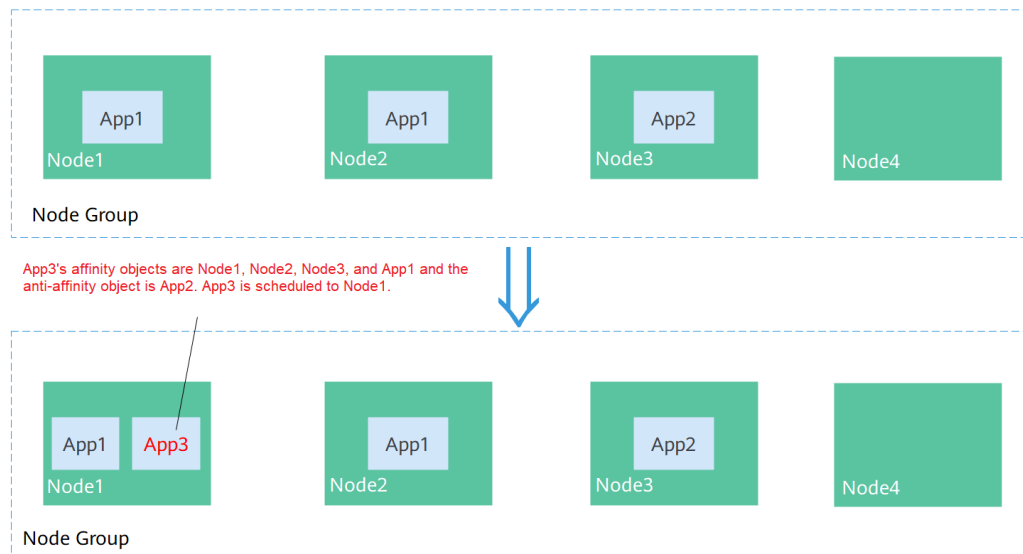 App1
App1
App2
Node1
Node2
Node3
Node4
Node Group
App3's affinity objects are Node1, Node2, Node3, and App1 and the
anti-affinity object is App2. App3 is scheduled to Node1.
App1
App3
App1
App2
Node1
Node2
Node3
Node4
Node Group